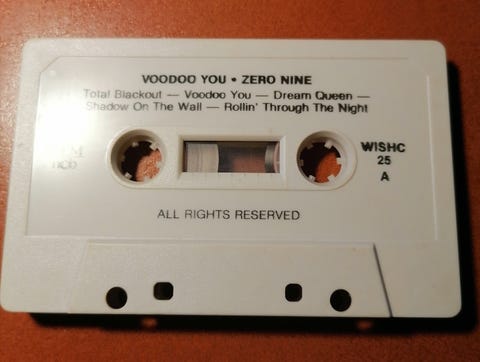 VOODOO YOU • ZERO NINE
Total Blackout — Voodoo You — Dream Queen —
Shadow On The Wall — Rollin' Through The Night
ncb
WISHC
25
A
ALL RIGHTS RESERVED